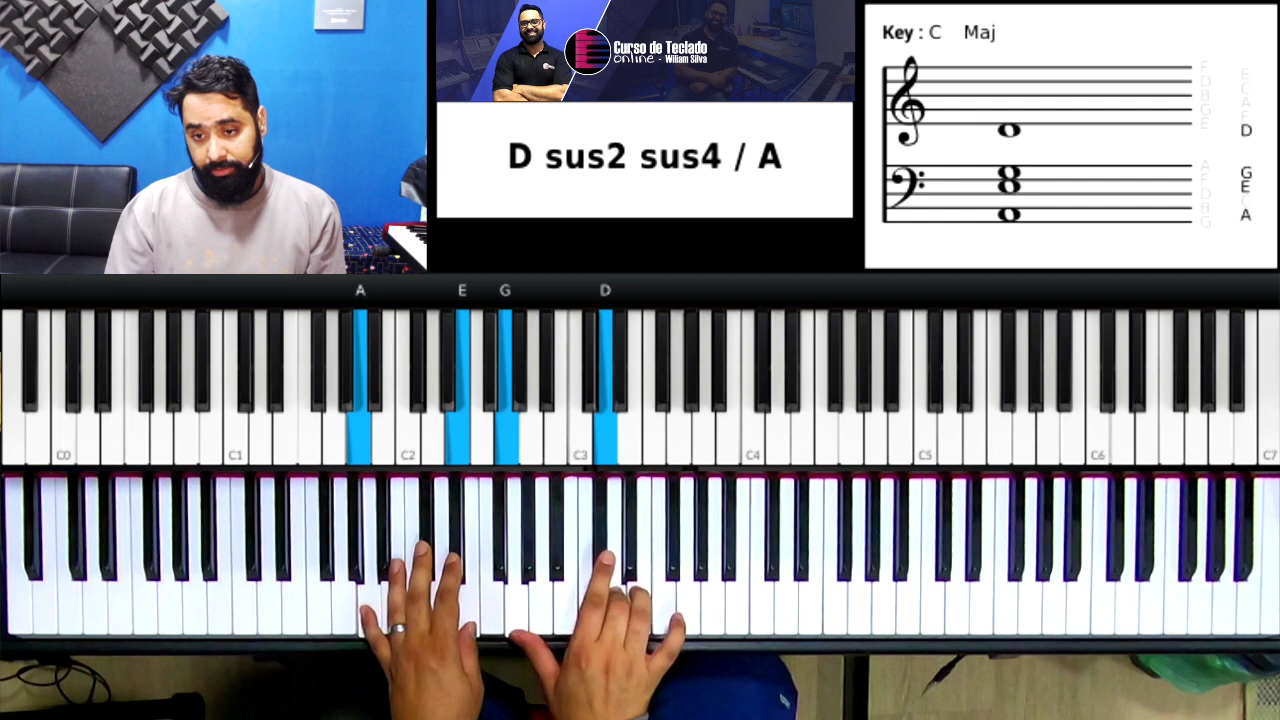 Curso de Teclado
online - Wiliam Silva
D sus2 sus4 / A
Key : C Maj
F
D
B
G
E
E
C
A
F
D
A
F
D
B
G
G
E
C
A
A E G D
C0 C1 C2 C3 C4 C5 C6 C7